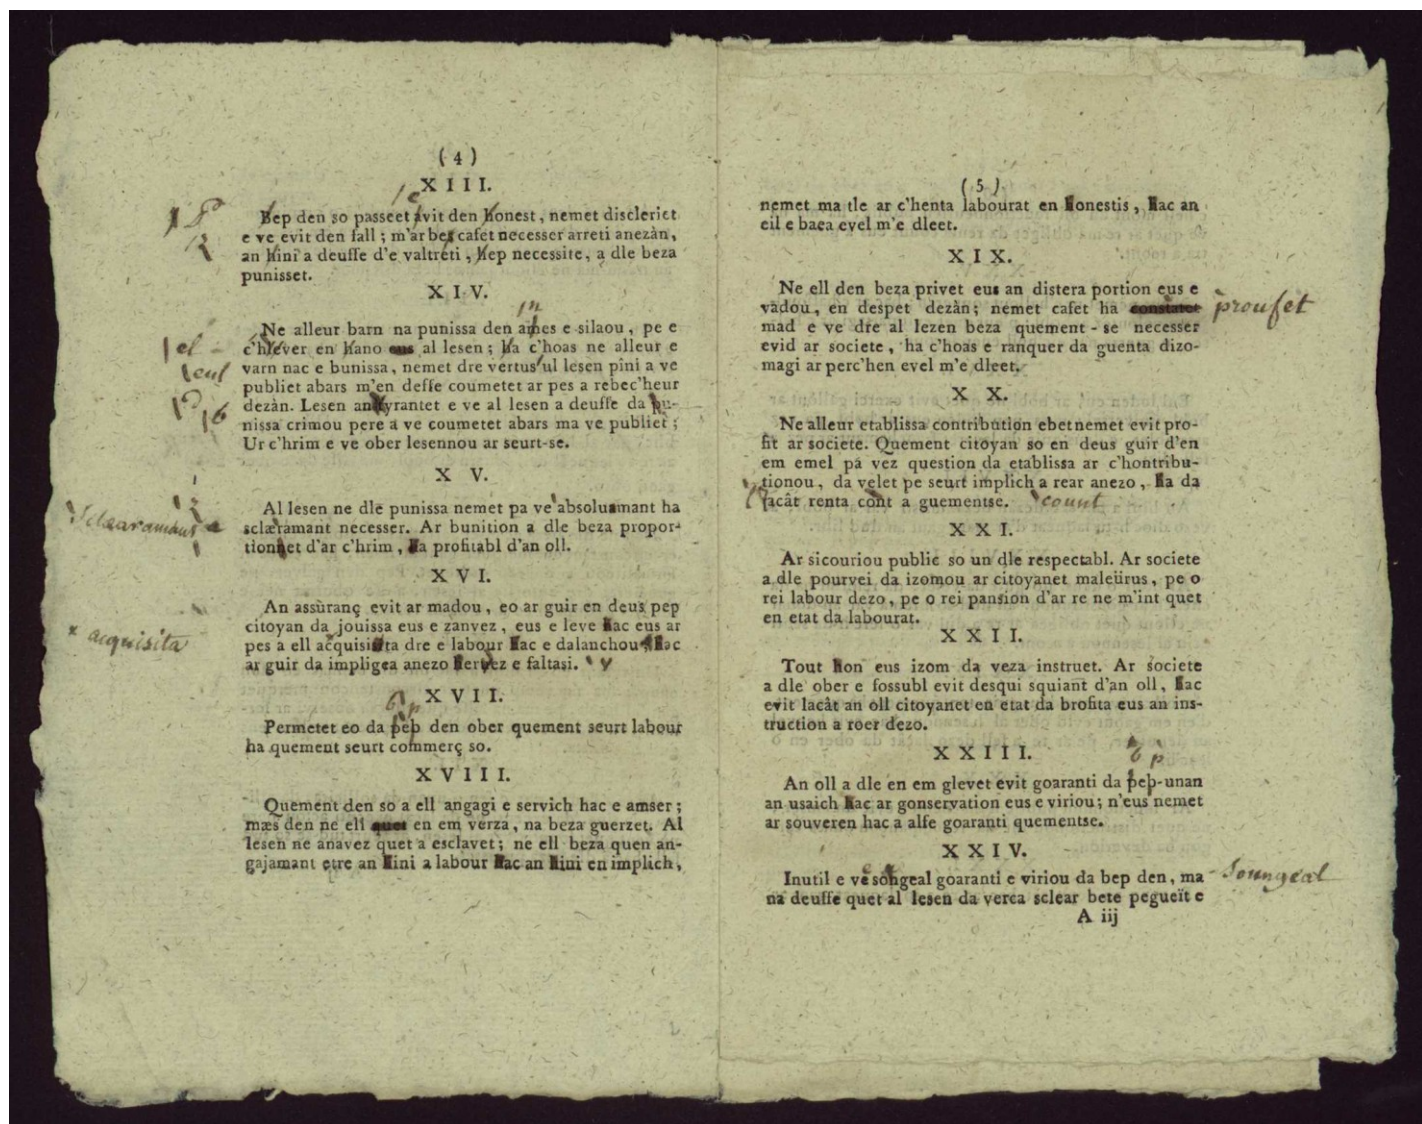 ( 4 )
XIII.
Hep den so passeet evit den honest, nemet discleriet
e ve evit den fall ; m'ar bez cafet necesser arreti anezàn,
an hini a deuffe d'e valtreti, hep necessite, a dle beza
punisset.
XIV.
Ne alleur barn na punissa den e silaou, pe e
c'hlever en hano al lesen ; ha c'hoas ne alleur e
varn nac e bunissa, nemet dre vertus'ul lesen pini a ve
publiet abars m'en deffe coumetet ar pes a rebec'heur
dezàn. Lesen an tyrantet e ve al lesen a deuffe da pu-
nissa crimou pere a ve coumetet abars ma ve publiet ;
Ur c'hrim e ve ober lesennou ar seurt-se.
XV.
Al lesen ne dle punissa nemet pa ve absoluamant ha
sclæramant necesser. Ar bunition a dle beza propor-
tionnet d'ar c'hrim, ha profitabl d'an oll.
XVI.
An assùranç evit ar madou, eo ar guir en deus pep
citoyan da jouissa eus e zanvez, eus e leve hac eus ar
pes a ell dre e labour hac e dalanchou hac
ar guir da impligea anezo hervez e faltasi.
XVII.
Permetet eo da pep den ober quement seurt labour
ha quement seurt commerç so.
XVIII.
Quement den so a ell angagi e servich hac e amser ;
mæs den ne ell quet en em verza, na beza guerzet. Al
lesen ne anavez quet a esclavet ; ne ell beza quen an-
gajamant etre an hini a labour hac an hini en implich,
P
el
eul
P
b
Sclæaramant
acquisita
( 5 )
nemet ma tle ar c'henta labourat en honestis, hac an
eil e baea evel m'e dleet.
XIX.
Ne ell den beza privet eus an distera portion eus e
vadou, en despet dezàn ; nemet cafet ha constatet
mad e ve dre al lezen beza quement-se necesser
evid ar societe, ha c'hoas e ranquer da guenta dizo-
magi ar perc'hen evel m'e dleet.
proufet
XX.
Ne alleur etablissa contribution ebet nemet evit pro-
fit ar societe. Quement citoyan so en deus guir d'en
em emel pa vez question da etablissa ar c'hontribu-
tionou, da velet pe seurt implich a rear anezo, ha da
lacât renta cont a guementse. count
XXI.
Ar sicouriou public so un dle respectabl. Ar societe
a dle pourvei da izomou ar citoyanet maleürus, pe o
rei labour dezo, pe o rei pansion d'ar re ne m'int quet
en etat da labourat.
XXII.
Tout hon eus izom da veza instruet. Ar societe
a dle ober e fossubl evit desqui squiant d'an oll, hac
evit lacât an oll citoyanet en etat da brofita eus an ins-
truction a roer dezo.
XXIII.
An oll a dle en em glevet evit goaranti da pep-unan
an usaich hac ar gonservation eus e viriou ; n'eus nemet
ar souveren hac a alfe goaranti quementse.
XXIV.
Inutil e ve songeal goaranti e viriou da bep den, ma
na deuffe quet al lesen da verca sclear bete pegueït e
soungeal
A iij